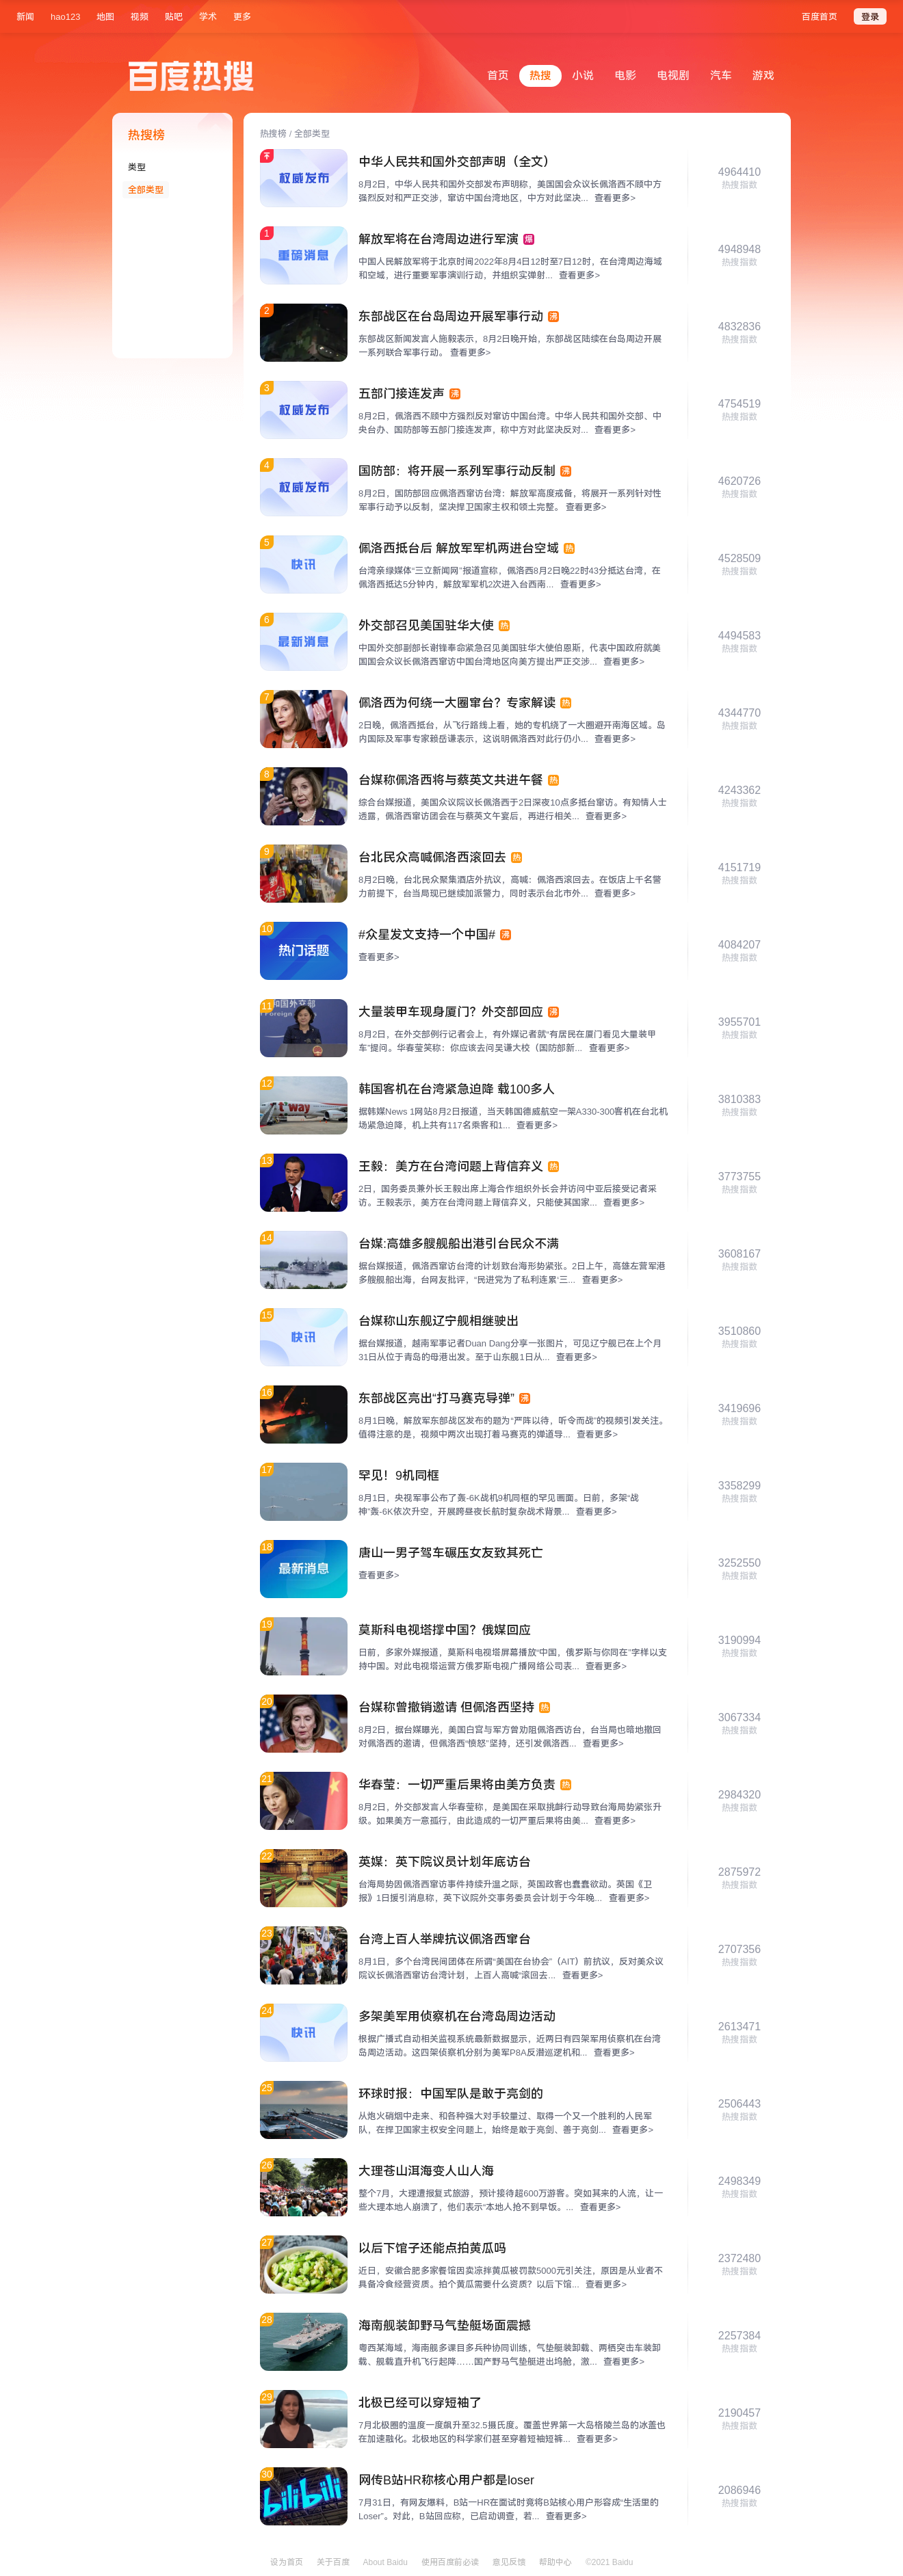 新闻 hao123 地图 视频 贴吧 学术 更多 百度首页 登录
百度热搜
首页 热搜 小说 电影 电视剧 汽车 游戏
热搜榜
类型
全部类型
热搜榜 / 全部类型
权威发布
中华人民共和国外交部声明（全文）
8月2日，中华人民共和国外交部发布声明称，美国国会众议长佩洛西不顾中方
强烈反对和严正交涉，窜访中国台湾地区，中方对此坚决... 查看更多>
4964410
热搜指数
1
重磅消息
解放军将在台湾周边进行军演 爆
中国人民解放军将于北京时间2022年8月4日12时至7日12时，在台湾周边海域
和空域，进行重要军事演训行动，并组织实弹射... 查看更多>
4948948
热搜指数
2
东部战区在台岛周边开展军事行动 沸
东部战区新闻发言人施毅表示，8月2日晚开始，东部战区陆续在台岛周边开展
一系列联合军事行动。 查看更多>
4832836
热搜指数
3
权威发布
五部门接连发声 沸
8月2日，佩洛西不顾中方强烈反对窜访中国台湾。中华人民共和国外交部、中
央台办、国防部等五部门接连发声，称中方对此坚决反对... 查看更多>
4754519
热搜指数
4
权威发布
国防部：将开展一系列军事行动反制 沸
8月2日，国防部回应佩洛西窜访台湾：解放军高度戒备，将展开一系列针对性
军事行动予以反制，坚决捍卫国家主权和领土完整。 查看更多>
4620726
热搜指数
5
快讯
佩洛西抵台后 解放军军机两进台空域 热
台湾亲绿媒体“三立新闻网”报道宣称，佩洛西8月2日晚22时43分抵达台湾，在
佩洛西抵达5分钟内，解放军军机2次进入台西南... 查看更多>
4528509
热搜指数
6
最新消息
外交部召见美国驻华大使 热
中国外交部副部长谢锋奉命紧急召见美国驻华大使伯恩斯，代表中国政府就美
国国会众议长佩洛西窜访中国台湾地区向美方提出严正交涉... 查看更多>
4494583
热搜指数
7
佩洛西为何绕一大圈窜台？专家解读 热
2日晚，佩洛西抵台，从飞行路线上看，她的专机绕了一大圈避开南海区域。岛
内国际及军事专家赖岳谦表示，这说明佩洛西对此行仍小... 查看更多>
4344770
热搜指数
8
台媒称佩洛西将与蔡英文共进午餐 热
综合台媒报道，美国众议院议长佩洛西于2日深夜10点多抵台窜访。有知情人士
透露，佩洛西窜访团会在与蔡英文午宴后，再进行相关... 查看更多>
4243362
热搜指数
9
台北民众高喊佩洛西滚回去 热
8月2日晚，台北民众聚集酒店外抗议，高喊：佩洛西滚回去。在饭店上千名警
力前提下，台当局现已继续加派警力，同时表示台北市外... 查看更多>
4151719
热搜指数
10
热门话题
#众星发文支持一个中国# 沸
查看更多>
4084207
热搜指数
11
大量装甲车现身厦门？外交部回应 沸
8月2日，在外交部例行记者会上，有外媒记者就“有居民在厦门看见大量装甲
车”提问。华春莹笑称：你应该去问吴谦大校（国防部新... 查看更多>
3955701
热搜指数
12
t'way
韩国客机在台湾紧急迫降 载100多人
据韩媒News 1网站8月2日报道，当天韩国德威航空一架A330-300客机在台北机
场紧急迫降，机上共有117名乘客和1... 查看更多>
3810383
热搜指数
13
王毅：美方在台湾问题上背信弃义 热
2日，国务委员兼外长王毅出席上海合作组织外长会并访问中亚后接受记者采
访。王毅表示，美方在台湾问题上背信弃义，只能使其国家... 查看更多>
3773755
热搜指数
14
台媒:高雄多艘舰船出港引台民众不满
据台媒报道，佩洛西窜访台湾的计划致台海形势紧张。2日上午，高雄左营军港
多艘舰船出海，台网友批评，“民进党为了私利连累‘三... 查看更多>
3608167
热搜指数
15
快讯
台媒称山东舰辽宁舰相继驶出
据台媒报道，越南军事记者Duan Dang分享一张图片，可见辽宁舰已在上个月
31日从位于青岛的母港出发。至于山东舰1日从... 查看更多>
3510860
热搜指数
16
东部战区亮出“打马赛克导弹” 沸
8月1日晚，解放军东部战区发布的题为“严阵以待，听令而战”的视频引发关注。
值得注意的是，视频中两次出现打着马赛克的弹道导... 查看更多>
3419696
热搜指数
17
罕见！9机同框
8月1日，央视军事公布了轰-6K战机9机同框的罕见画面。日前，多架“战
神”轰-6K依次升空，开展跨昼夜长航时复杂战术背景... 查看更多>
3358299
热搜指数
18
最新消息
唐山一男子驾车碾压女友致其死亡
查看更多>
3252550
热搜指数
19
莫斯科电视塔撑中国？俄媒回应
日前，多家外媒报道，莫斯科电视塔屏幕播放“中国，俄罗斯与你同在”字样以支
持中国。对此电视塔运营方俄罗斯电视广播网络公司表... 查看更多>
3190994
热搜指数
20
台媒称曾撤销邀请 但佩洛西坚持 热
8月2日，据台媒曝光，美国白宫与军方曾劝阻佩洛西访台，台当局也暗地撤回
对佩洛西的邀请，但佩洛西“愤怒”坚持，还引发佩洛西... 查看更多>
3067334
热搜指数
21
华春莹：一切严重后果将由美方负责 热
8月2日，外交部发言人华春莹称，是美国在采取挑衅行动导致台海局势紧张升
级。如果美方一意孤行，由此造成的一切严重后果将由美... 查看更多>
2984320
热搜指数
22
英媒：英下院议员计划年底访台
台海局势因佩洛西窜访事件持续升温之际，英国政客也蠢蠢欲动。英国《卫
报》1日援引消息称，英下议院外交事务委员会计划于今年晚... 查看更多>
2875972
热搜指数
23
台湾上百人举牌抗议佩洛西窜台
8月1日，多个台湾民间团体在所谓“美国在台协会”（AIT）前抗议，反对美众议
院议长佩洛西窜访台湾计划，上百人高喊“滚回去... 查看更多>
2707356
热搜指数
24
快讯
多架美军用侦察机在台湾岛周边活动
根据广播式自动相关监视系统最新数据显示，近两日有四架军用侦察机在台湾
岛周边活动。这四架侦察机分别为美军P8A反潜巡逻机和... 查看更多>
2613471
热搜指数
25
环球时报：中国军队是敢于亮剑的
从炮火硝烟中走来、和各种强大对手较量过、取得一个又一个胜利的人民军
队，在捍卫国家主权安全问题上，始终是敢于亮剑、善于亮剑... 查看更多>
2506443
热搜指数
26
大理苍山洱海变人山人海
整个7月，大理遭报复式旅游，预计接待超600万游客。突如其来的人流，让一
些大理本地人崩溃了，他们表示“本地人抢不到早饭。... 查看更多>
2498349
热搜指数
27
以后下馆子还能点拍黄瓜吗
近日，安徽合肥多家餐馆因卖凉拌黄瓜被罚款5000元引关注，原因是从业者不
具备冷食经营资质。拍个黄瓜需要什么资质？以后下馆... 查看更多>
2372480
热搜指数
28
海南舰装卸野马气垫艇场面震撼
粤西某海域，海南舰多课目多兵种协同训练，气垫艇装卸载、两栖突击车装卸
载、舰载直升机飞行起降……国产野马气垫艇进出坞舱，激... 查看更多>
2257384
热搜指数
29
北极已经可以穿短袖了
7月北极圈的温度一度飙升至32.5摄氏度。覆盖世界第一大岛格陵兰岛的冰盖也
在加速融化。北极地区的科学家们甚至穿着短袖短裤... 查看更多>
2190457
热搜指数
30
bilibili
网传B站HR称核心用户都是loser
7月31日，有网友爆料，B站一HR在面试时竟将B站核心用户形容成“生活里的
Loser”。对此，B站回应称，已启动调查，若... 查看更多>
2086946
热搜指数
设为首页 关于百度 About Baidu 使用百度前必读 意见反馈 帮助中心 ©2021 Baidu